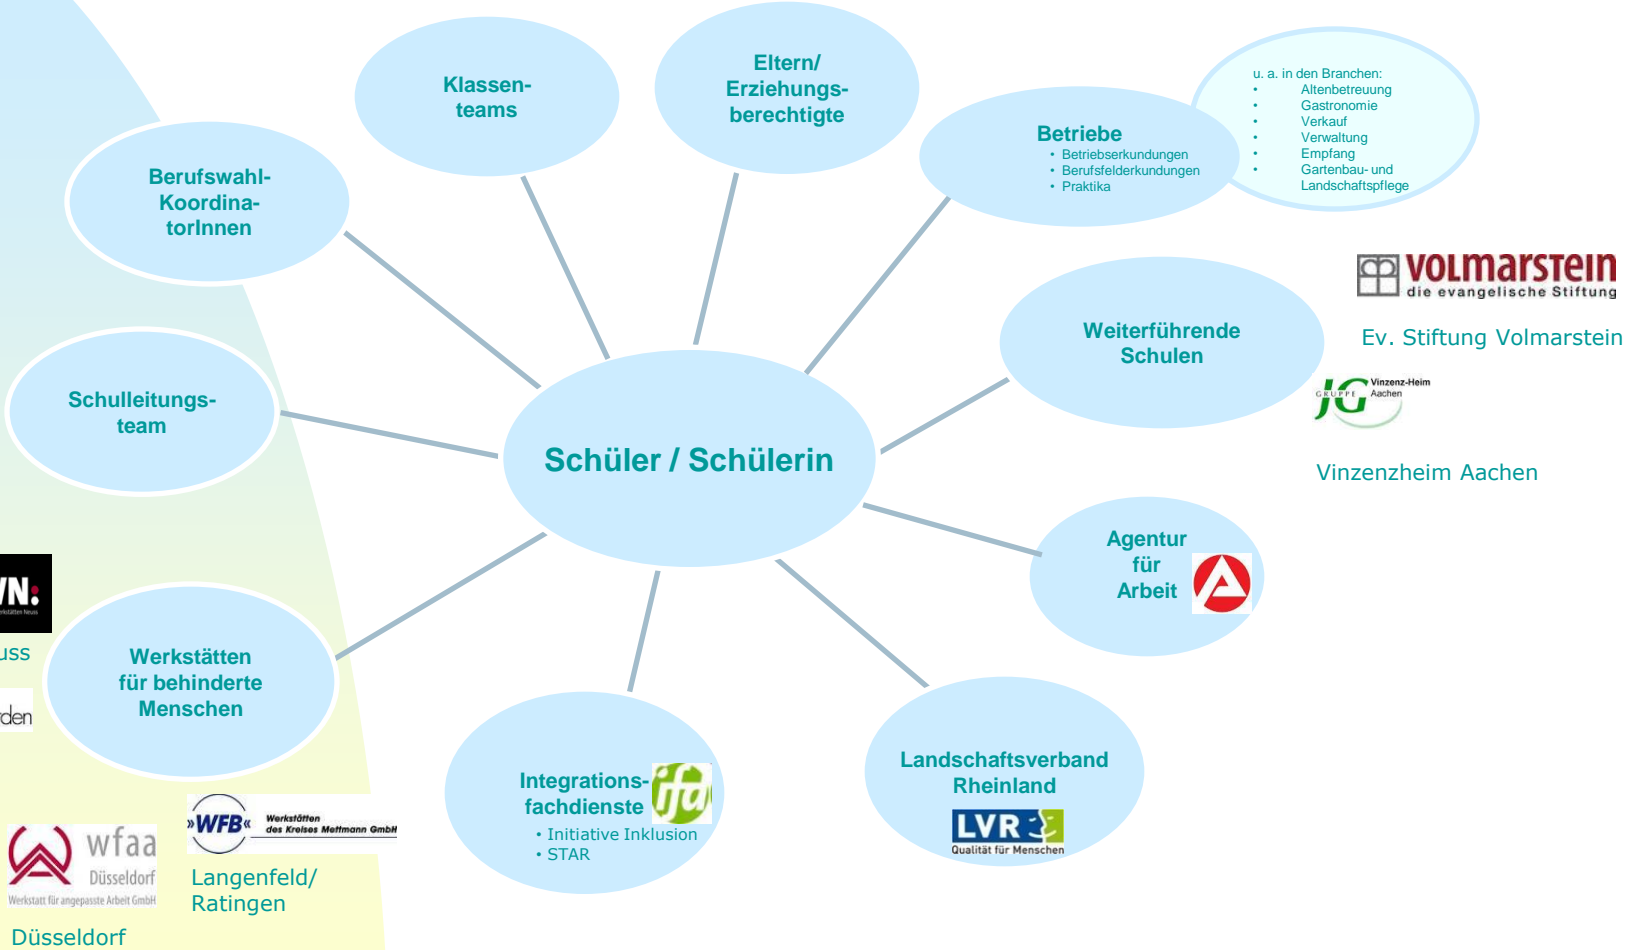 Klassen-
teams
Eltern/
Erziehungs-
berechtigte
Betriebe
• Betriebserkundungen
• Berufsfelderkundungen
• Praktika
u. a. in den Branchen:
• Altenbetreuung
• Gastronomie
• Verkauf
• Verwaltung
• Empfang
• Gartenbau- und
Landschaftspflege
Berufswahl-
Koordina-
torInnen
Weiterführende
Schulen
VOLMARSTEIN
die evangelische Stiftung
Ev. Stiftung Volmarstein
JG GRUPPE
Vinzenz-Heim
Aachen
Vinzenzheim Aachen
Schulleitungs-
team
Schüler / Schülerin
Agentur
für
Arbeit
WN:
uss
rden
Werkstätten
für behinderte
Menschen
Integrations-
fachdienste
ifd
• Initiative Inklusion
• STAR
Landschaftsverband
Rheinland
LVR
Qualität für Menschen
»WFB«
Werkstätten
des Kreises Mettmann GmbH
Langenfeld/
Ratingen
wfaa
Düsseldorf
Werkstatt für angepasste Arbeit GmbH
Düsseldorf